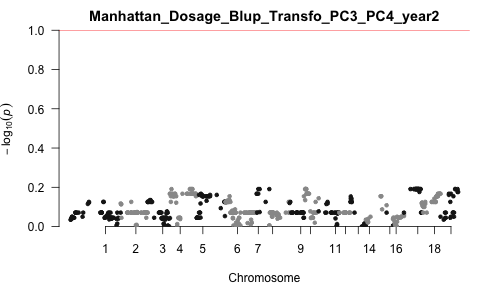 Manhattan_Dosage_Blup_Transfo_PC3_PC4_year2
1.0
0.8
0.6
0.4
0.2
0.0
− log10(p)
1 2 3 4 5 6 7 9 11 14 16 18
Chromosome